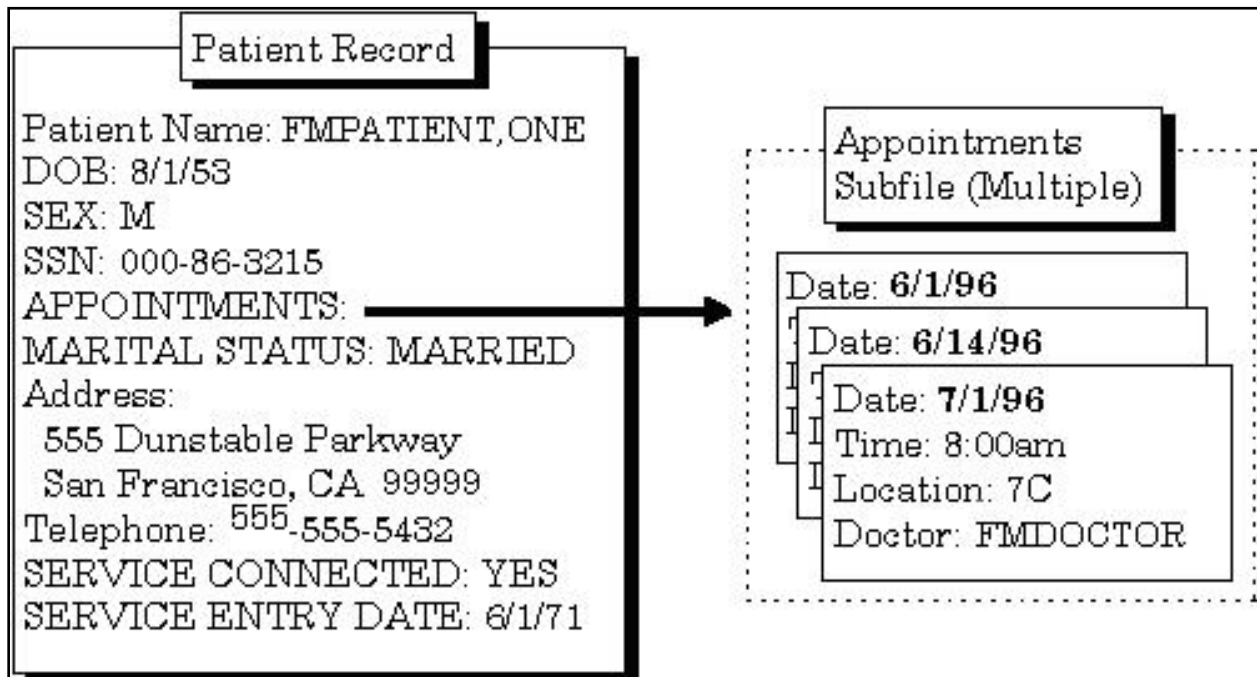 Patient Record
Patient Name: FMPATIENT,ONE
DOB: 8/1/53
SEX: M
SSN: 000-86-3215
APPOINTMENTS:
MARITAL STATUS: MARRIED
Address:
555 Dunstable Parkway
San Francisco, CA 99999
Telephone: 555-555-5432
SERVICE CONNECTED: YES
SERVICE ENTRY DATE: 6/1/71
Appointments
Subfile (Multiple)
Date: 6/1/96
Date: 6/14/96
Date: 7/1/96
Time: 8:00am
Location: 7C
Doctor: FMDOCTOR